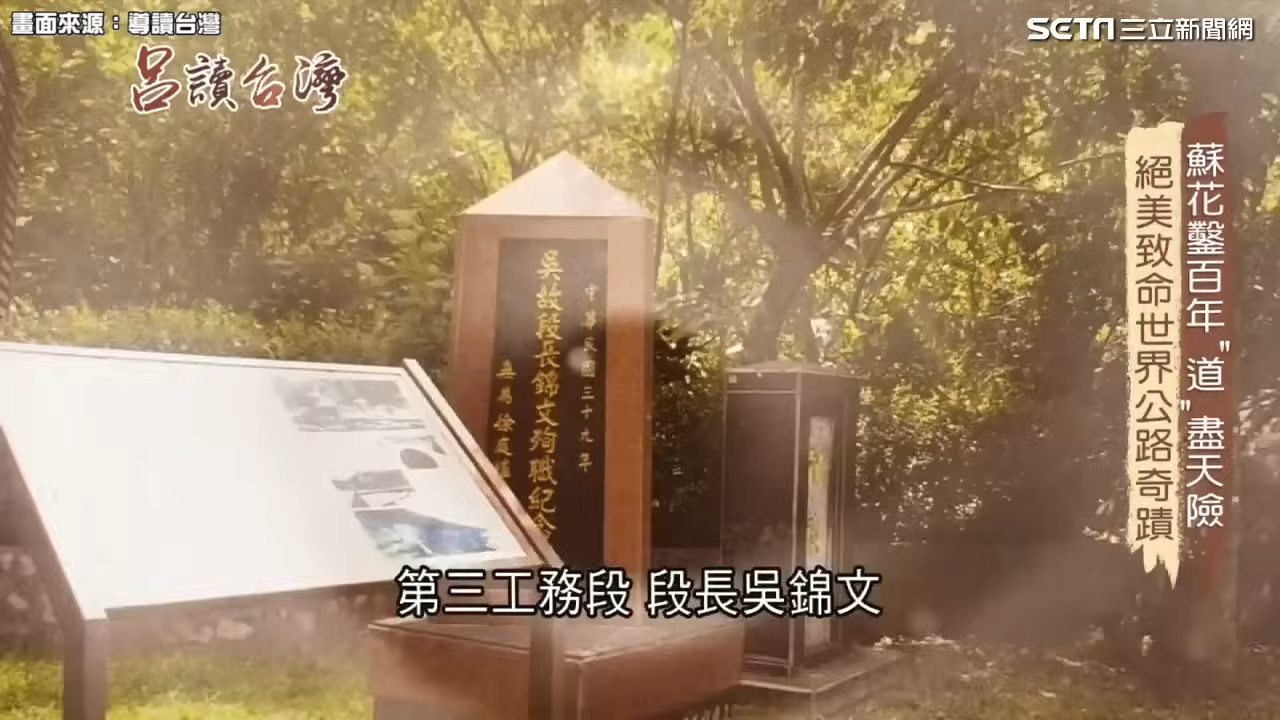 畫面來源：導讀台灣
SETN三立新聞網
呂讀台灣
蘇花鑿百年"道"盡天險
絕美致命世界公路奇蹟
中華民國三十九年
吳故段長錦文殉職紀念
第三工務段 段長吳錦文